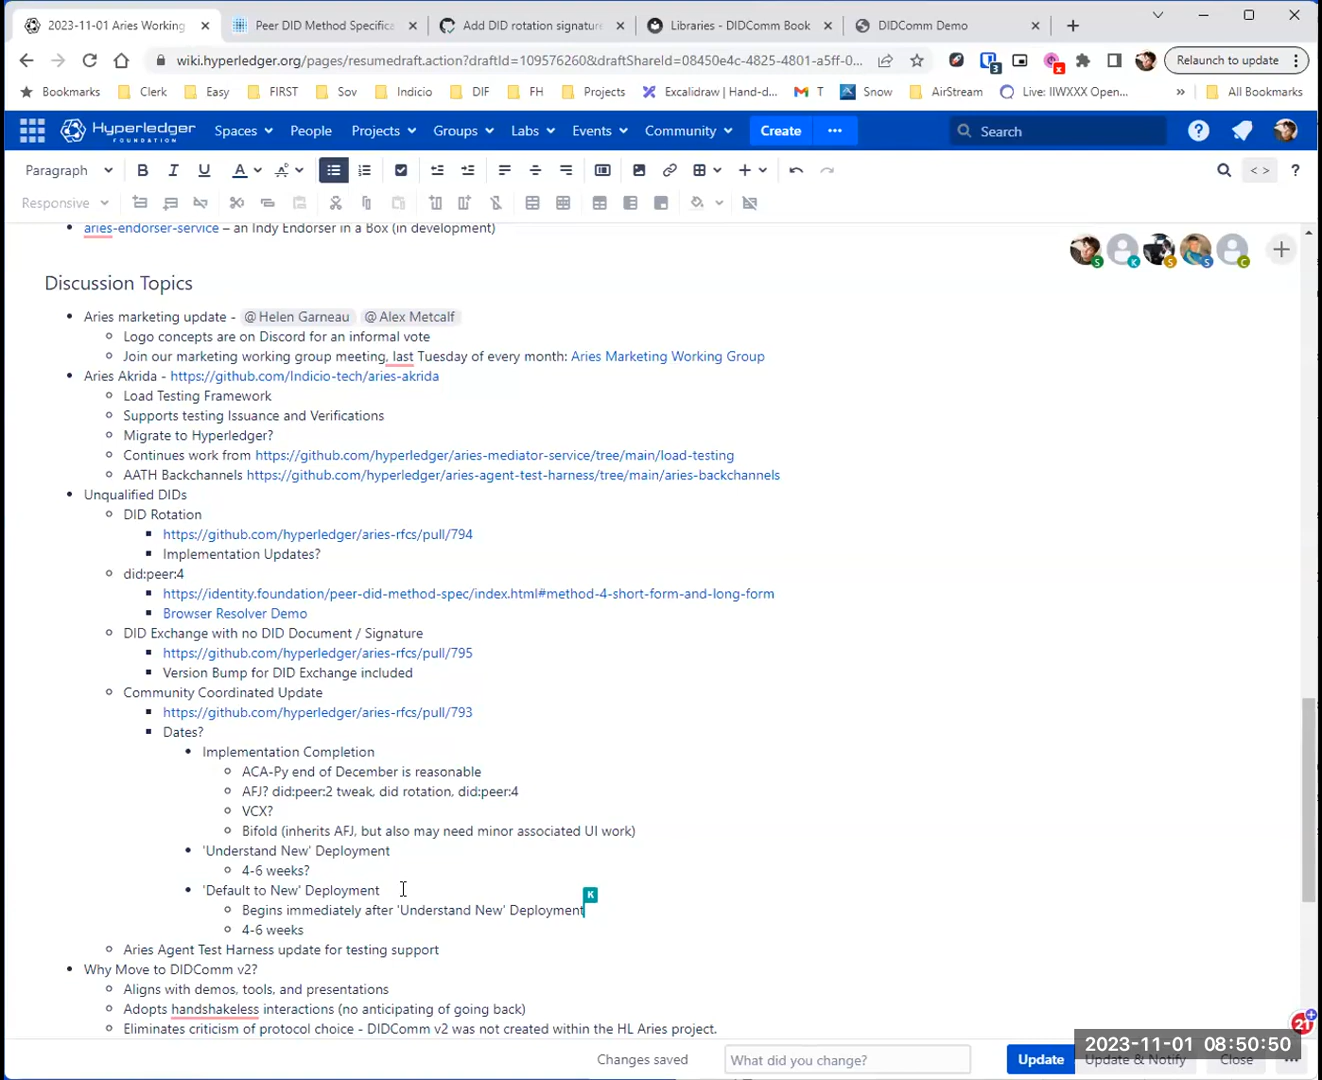 2023-11-01 Aries Working
Peer DID Method Specifica
Add DID rotation signature
Libraries - DIDComm Book
DIDComm Demo
wiki.hyperledger.org/pages/resumedraft.action?draftId=109576260&draftShareId=08450e4c-4825-4801-a5ff-0...
Relaunch to update
Bookmarks
Clerk
Easy
FIRST
Sov
Indicio
DIF
FH
Projects
Excalidraw | Hand-d...
T
Snow
AirStream
Live: IIWXXX Open...
»
All Bookmarks
HYPERLEDGER FOUNDATION
Spaces
People
Projects
Groups
Labs
Events
Community
Create
Search
Paragraph
Responsive
aries-endorser-service – an Indy Endorser in a Box (in development)
Discussion Topics
Aries marketing update - @Helen Garneau @Alex Metcalf
Logo concepts are on Discord for an informal vote
Join our marketing working group meeting, last Tuesday of every month: Aries Marketing Working Group
Aries Akrida - https://github.com/Indicio-tech/aries-akrida
Load Testing Framework
Supports testing Issuance and Verifications
Migrate to Hyperledger?
Continues work from https://github.com/hyperledger/aries-mediator-service/tree/main/load-testing
AATH Backchannels https://github.com/hyperledger/aries-agent-test-harness/tree/main/aries-backchannels
Unqualified DIDs
DID Rotation
https://github.com/hyperledger/aries-rfcs/pull/794
Implementation Updates?
did:peer:4
https://identity.foundation/peer-did-method-spec/index.html#method-4-short-form-and-long-form
Browser Resolver Demo
DID Exchange with no DID Document / Signature
https://github.com/hyperledger/aries-rfcs/pull/795
Version Bump for DID Exchange included
Community Coordinated Update
https://github.com/hyperledger/aries-rfcs/pull/793
Dates?
Implementation Completion
ACA-Py end of December is reasonable
AFJ? did:peer:2 tweak, did rotation, did:peer:4
VCX?
Bifold (inherits AFJ, but also may need minor associated UI work)
'Understand New' Deployment
4-6 weeks?
'Default to New' Deployment
K
Begins immediately after 'Understand New' Deployment
4-6 weeks
Aries Agent Test Harness update for testing support
Why Move to DIDComm v2?
Aligns with demos, tools, and presentations
Adopts handshakeless interactions (no anticipating of going back)
Eliminates criticism of protocol choice - DIDComm v2 was not created within the HL Aries project.
21
2023-11-01 08:50:50
Changes saved
What did you change?
Update
Update & Notify
Close